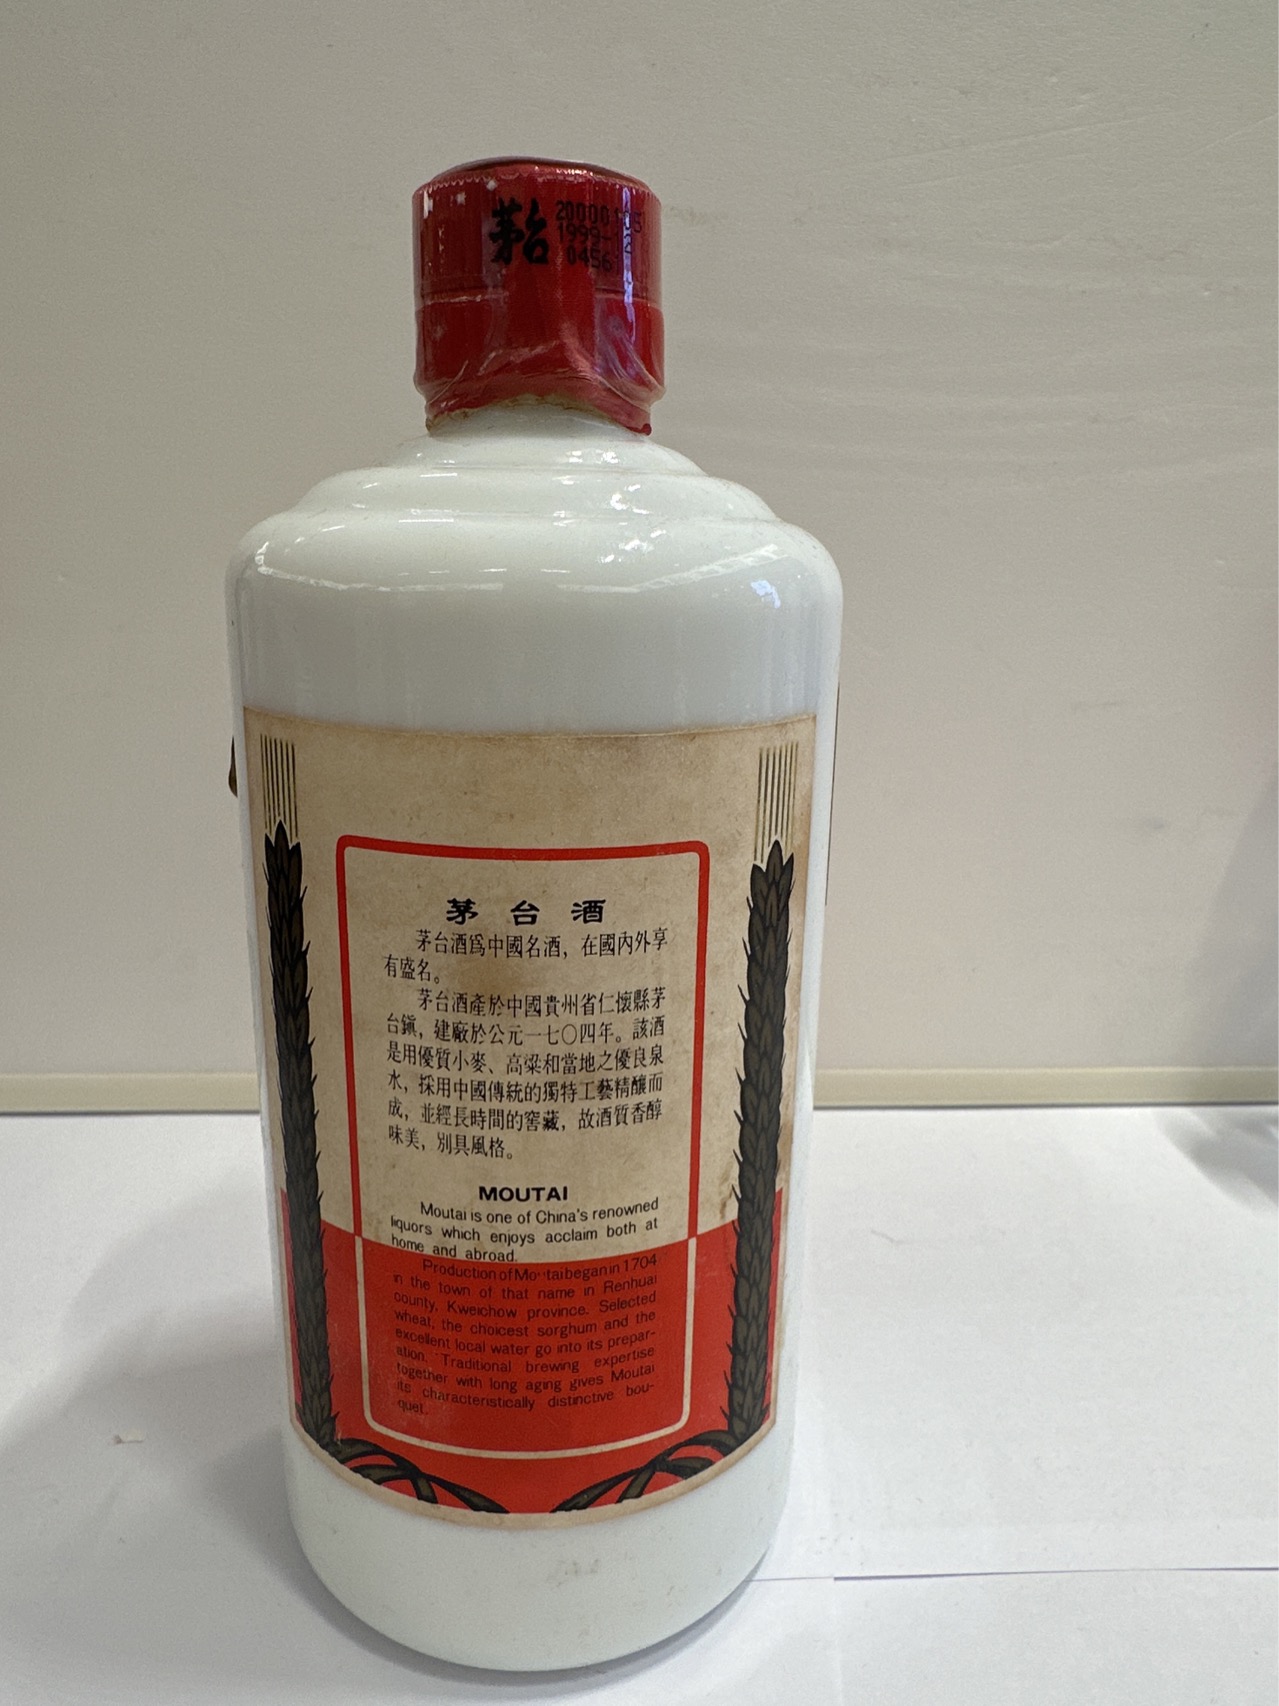 茅台
1999-
0456
茅台酒
茅台酒爲中國名酒，在國內外享
有盛名。
茅台酒產於中國貴州省仁懷縣茅
台鎭，建廠於公元一七〇四年。該酒
是用優質小麥、高粱和當地之優良泉
水，採用中國傳統的獨特工藝精釀而
成，並經長時間的窖藏，故酒質香醇
味美，別具風格。
MOUTAI
Moutai is one of China's renowned
liquors which enjoys acclaim both at
home and abroad.
Production of Moutai began in 1704
in the town of that name in Renhuai
county, Kweichow province. Selected
wheat, the choicest sorghum and the
excellent local water go into its prepar-
ation. Traditional brewing expertise
together with long aging gives Moutai
its characteristically distinctive bou-
quet.